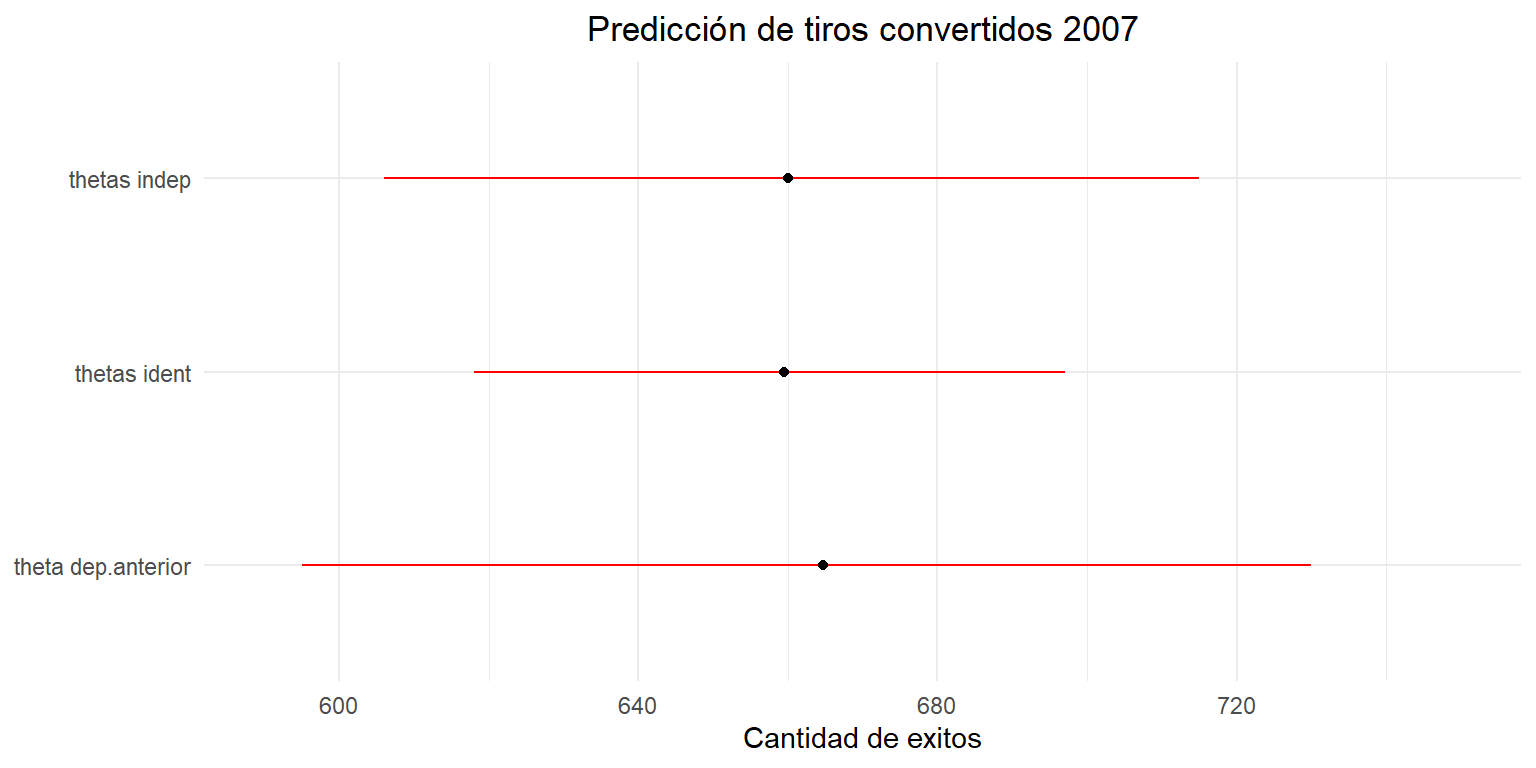 Predicción de tiros convertidos 2007
thetas indep
thetas ident
theta dep.anterior
600 640 680 720
Cantidad de exitos